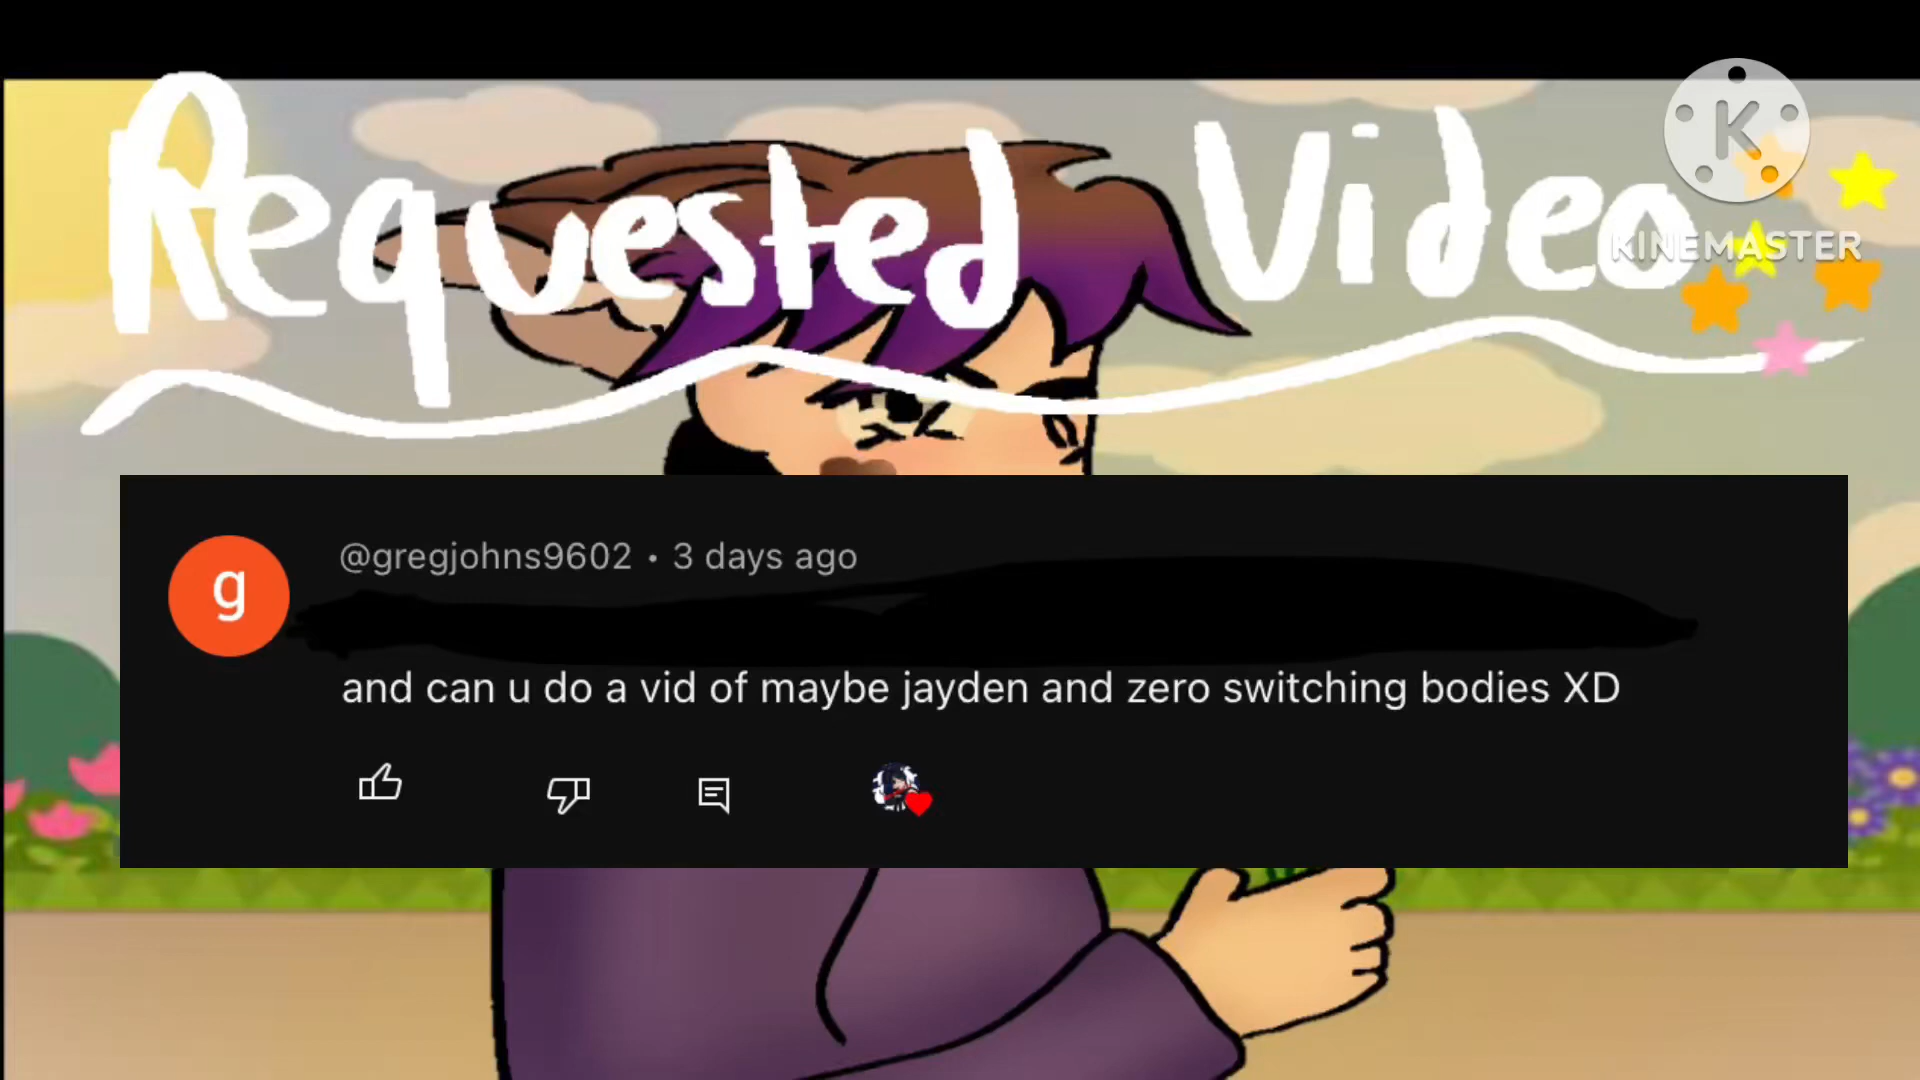 Requested Video
K
KINEMASTER
g
@gregjohns9602 • 3 days ago
and can u do a vid of maybe jayden and zero switching bodies XD